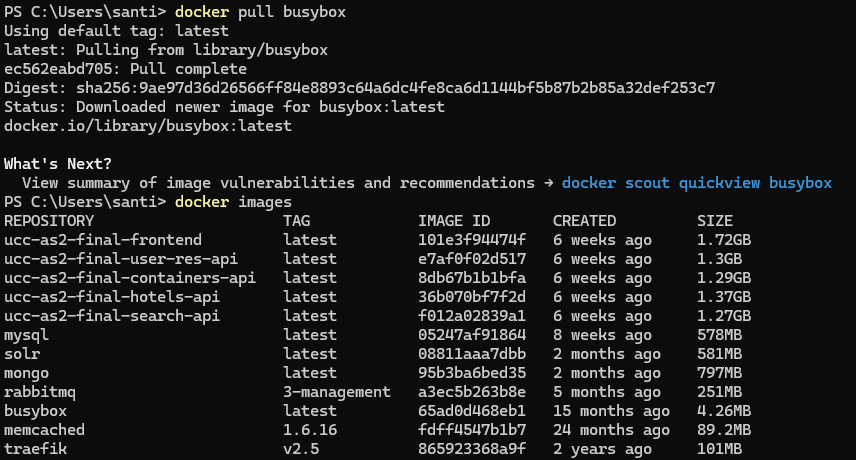 PS C:\Users\santi> docker pull busybox
Using default tag: latest
latest: Pulling from library/busybox
ec562eabd705: Pull complete
Digest: sha256:9ae97d36d26566ff84e8893c64a6dc4fe8ca6d1144bf5b87b2b85a32def253c7
Status: Downloaded newer image for busybox:latest
docker.io/library/busybox:latest
What's Next?
View summary of image vulnerabilities and recommendations → docker scout quickview busybox
PS C:\Users\santi> docker images
REPOSITORY TAG IMAGE ID CREATED SIZE
ucc-as2-final-frontend latest 101e3f94474f 6 weeks ago 1.72GB
ucc-as2-final-user-res-api latest e7af0f02d517 6 weeks ago 1.3GB
ucc-as2-final-containers-api latest 8db67b1b1bfa 6 weeks ago 1.29GB
ucc-as2-final-hotels-api latest 36b070bf7f2d 6 weeks ago 1.37GB
ucc-as2-final-search-api latest f012a02839a1 6 weeks ago 1.27GB
mysql latest 05247af91864 8 weeks ago 578MB
solr latest 08811aaa7dbb 2 months ago 581MB
mongo latest 95b3ba6bed35 2 months ago 797MB
rabbitmq 3-management a3ec5b263b8e 5 months ago 251MB
busybox latest 65ad0d468eb1 15 months ago 4.26MB
memcached 1.6.16 fdff4547b1b7 24 months ago 89.2MB
traefik v2.5 865923368a9f 2 years ago 101MB